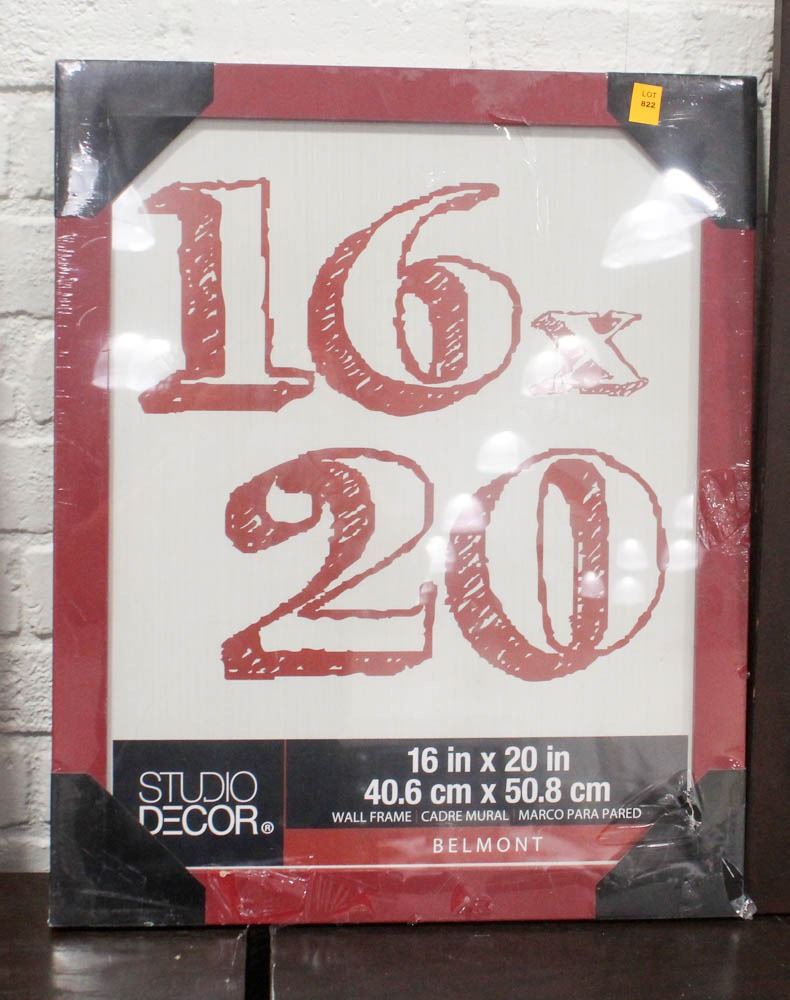 LOT
822
16x
20
STUDIO
DECOR®
16 in x 20 in
40.6 cm x 50.8 cm
WALL FRAME | CADRE MURAL | MARCO PARA PARED
BELMONT